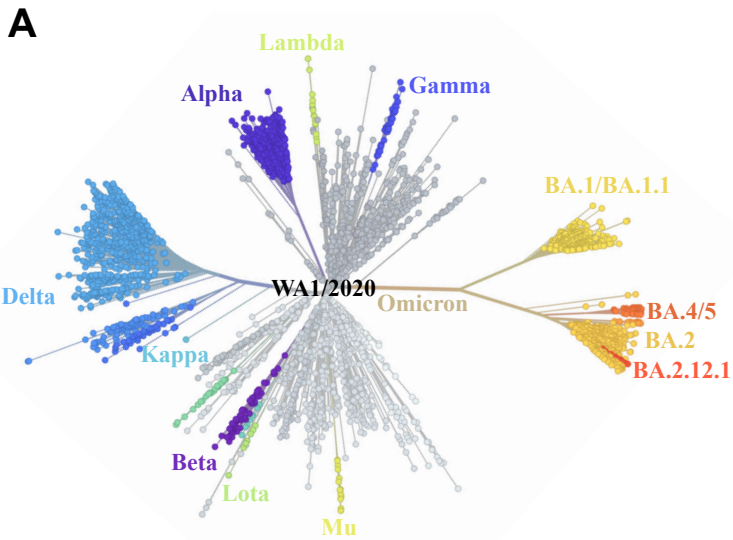 A
Lambda
Alpha
Gamma
BA.1/BA.1.1
Delta
WA1/2020
Omicron
BA.4/5
Kappa
BA.2
BA.2.12.1
Beta
Lota
Mu